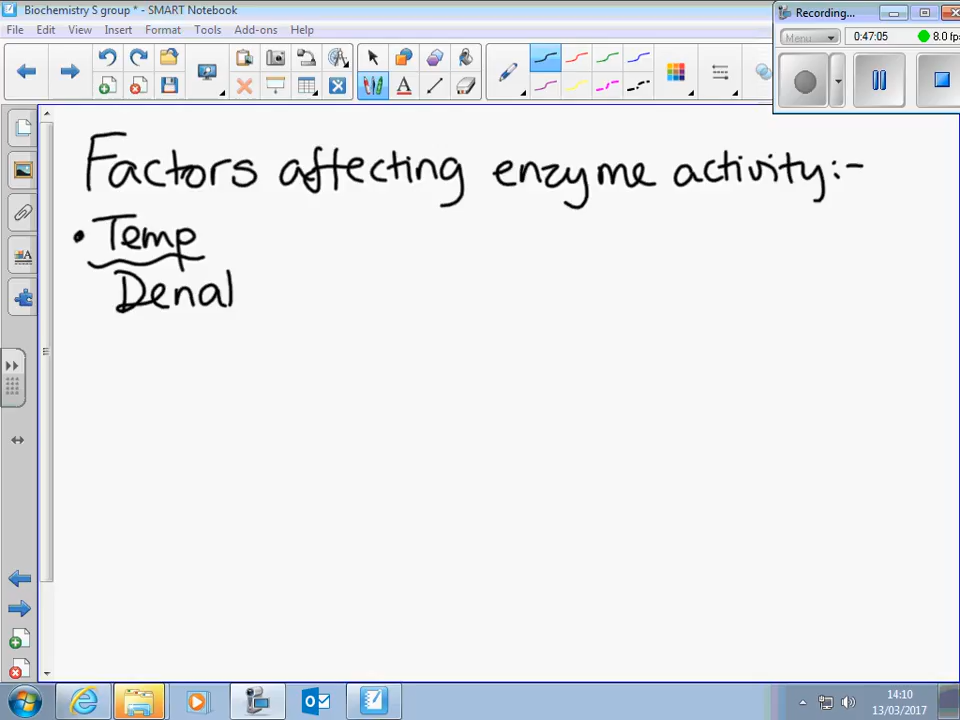 Biochemistry S group * - SMART Notebook
Recording...
File Edit View Insert Format Tools Add-ons Help
Menu 0:47:05 8.0 fps
Factors affecting enzyme activity:-
• Temp
Denal
14:10
13/03/2017